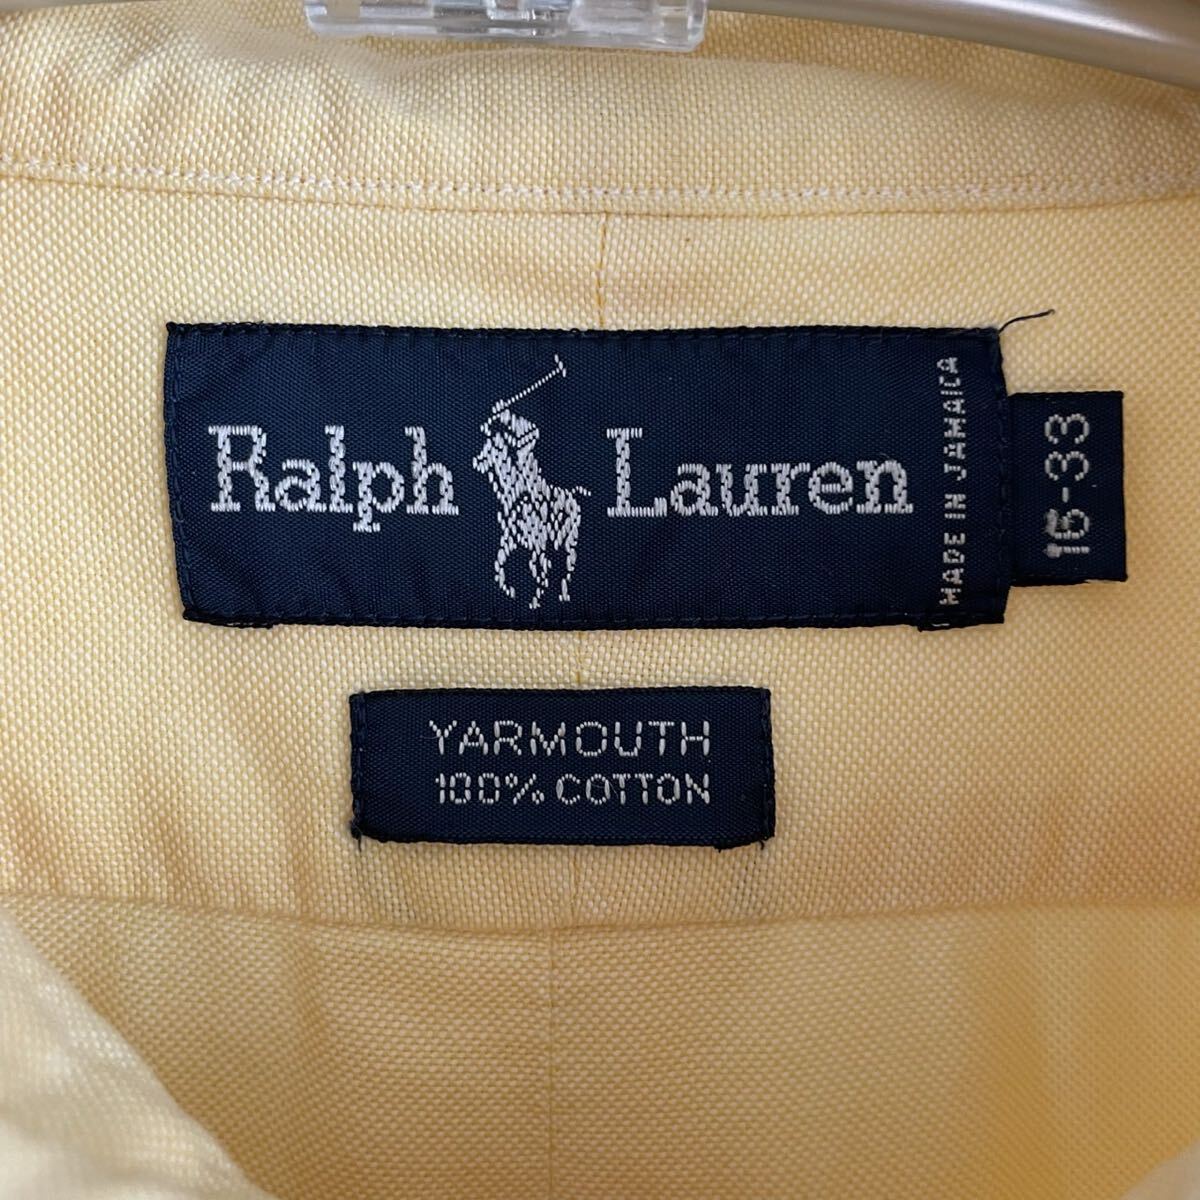 Ralph Lauren
MADE IN JAMAICA
16-33
YARMOUTH
100% COTTON